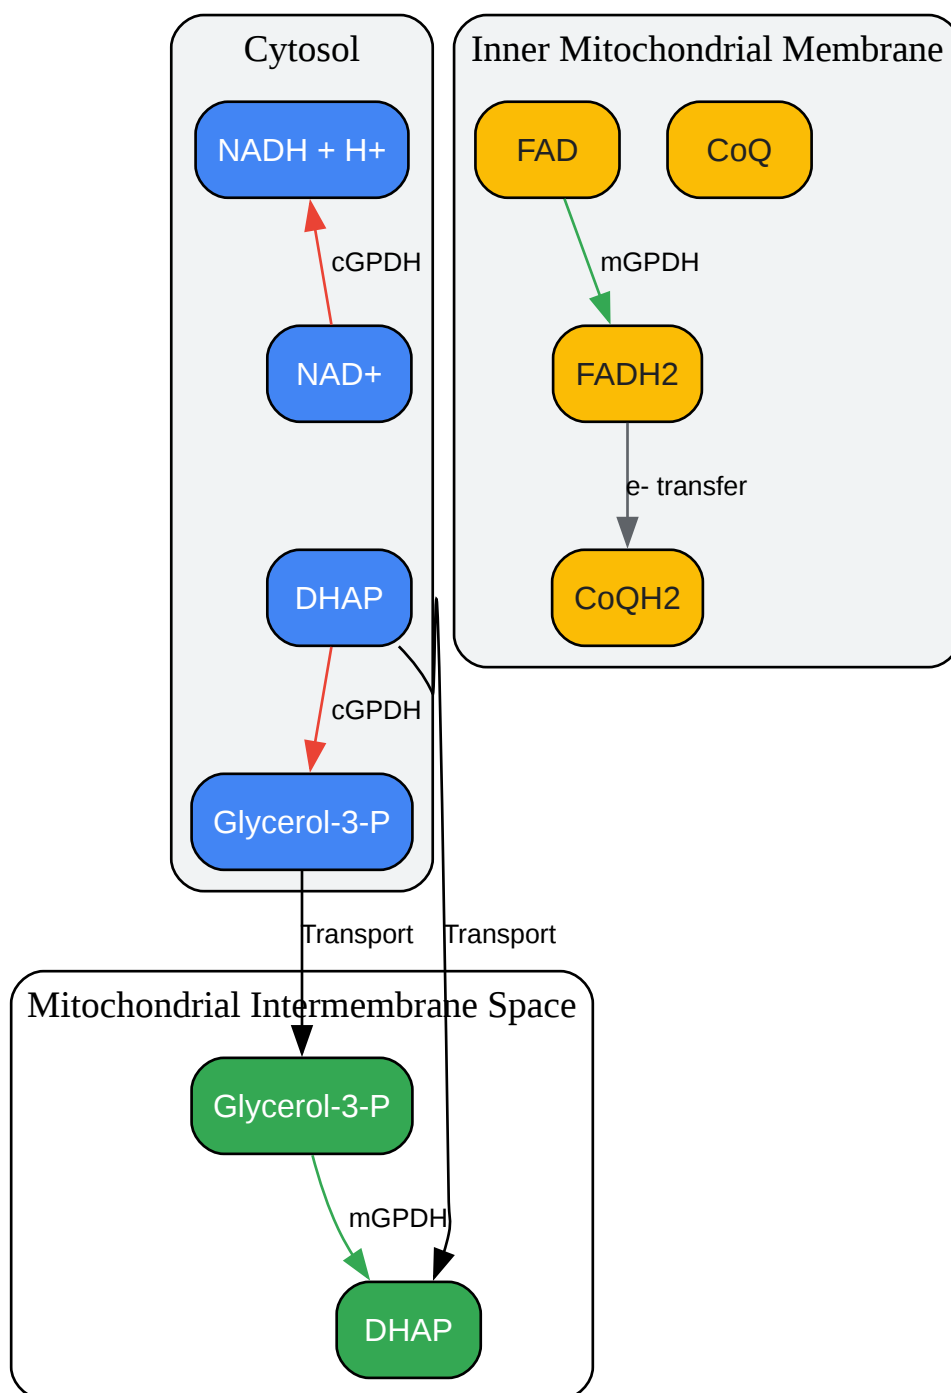 Cytosol
NADH + H+
cGPDH
NAD+
DHAP
cGPDH
Glycerol-3-P
Inner Mitochondrial Membrane
FAD
CoQ
mGPDH
FADH2
e- transfer
CoQH2
Transport
Transport
Mitochondrial Intermembrane Space
Glycerol-3-P
mGPDH
DHAP